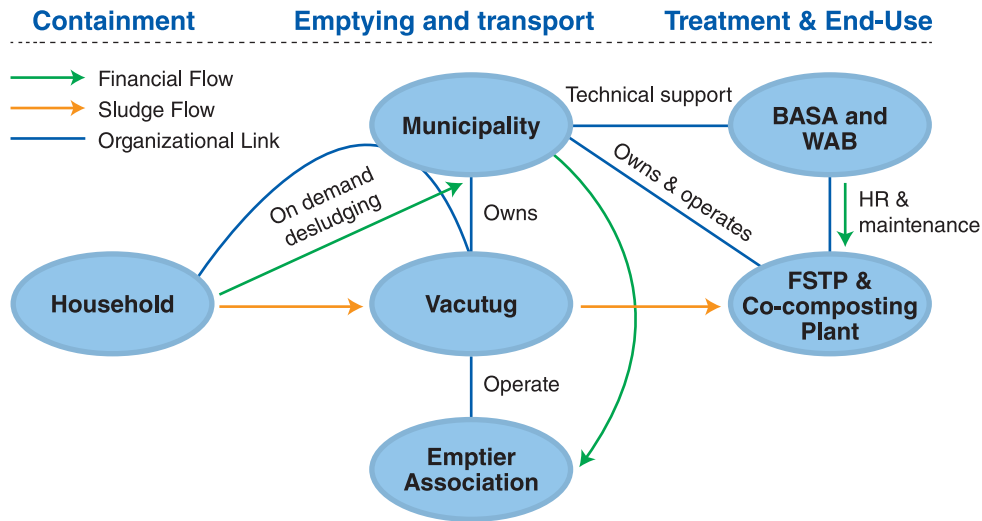 Containment
Emptying and transport
Treatment & End-Use
Financial Flow
Sludge Flow
Organizational Link
Municipality
Technical support
BASA and
WAB
On demand
desludging
Owns
Owns & operates
HR &
maintenance
Household
Vacutug
FSTP &
Co-composting
Plant
Operate
Emptier
Association